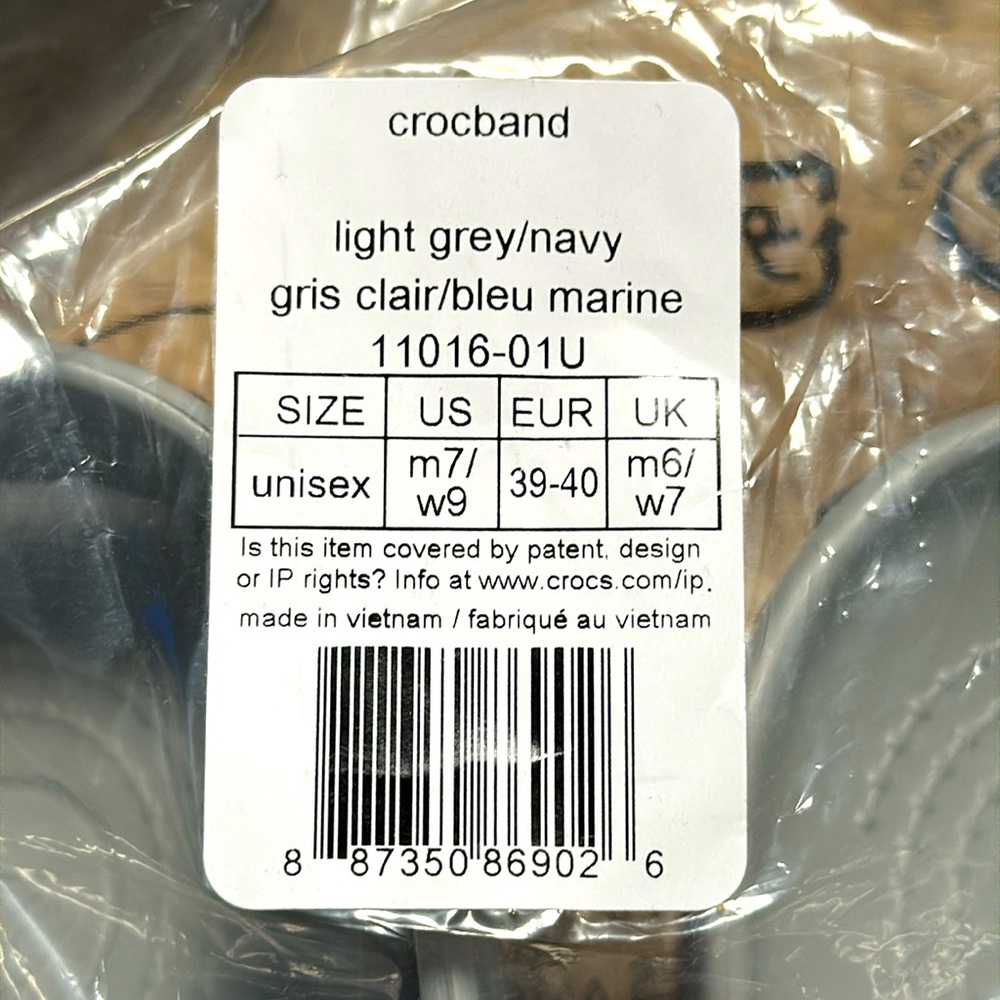 crocband
light grey/navy
gris clair/bleu marine
11016-01U
SIZE US EUR UK
unisex m7/w9 39-40 m6/w7
Is this item covered by patent, design
or IP rights? Info at www.crocs.com/ip.
made in vietnam / fabriqué au vietnam
8 87350 86902 6